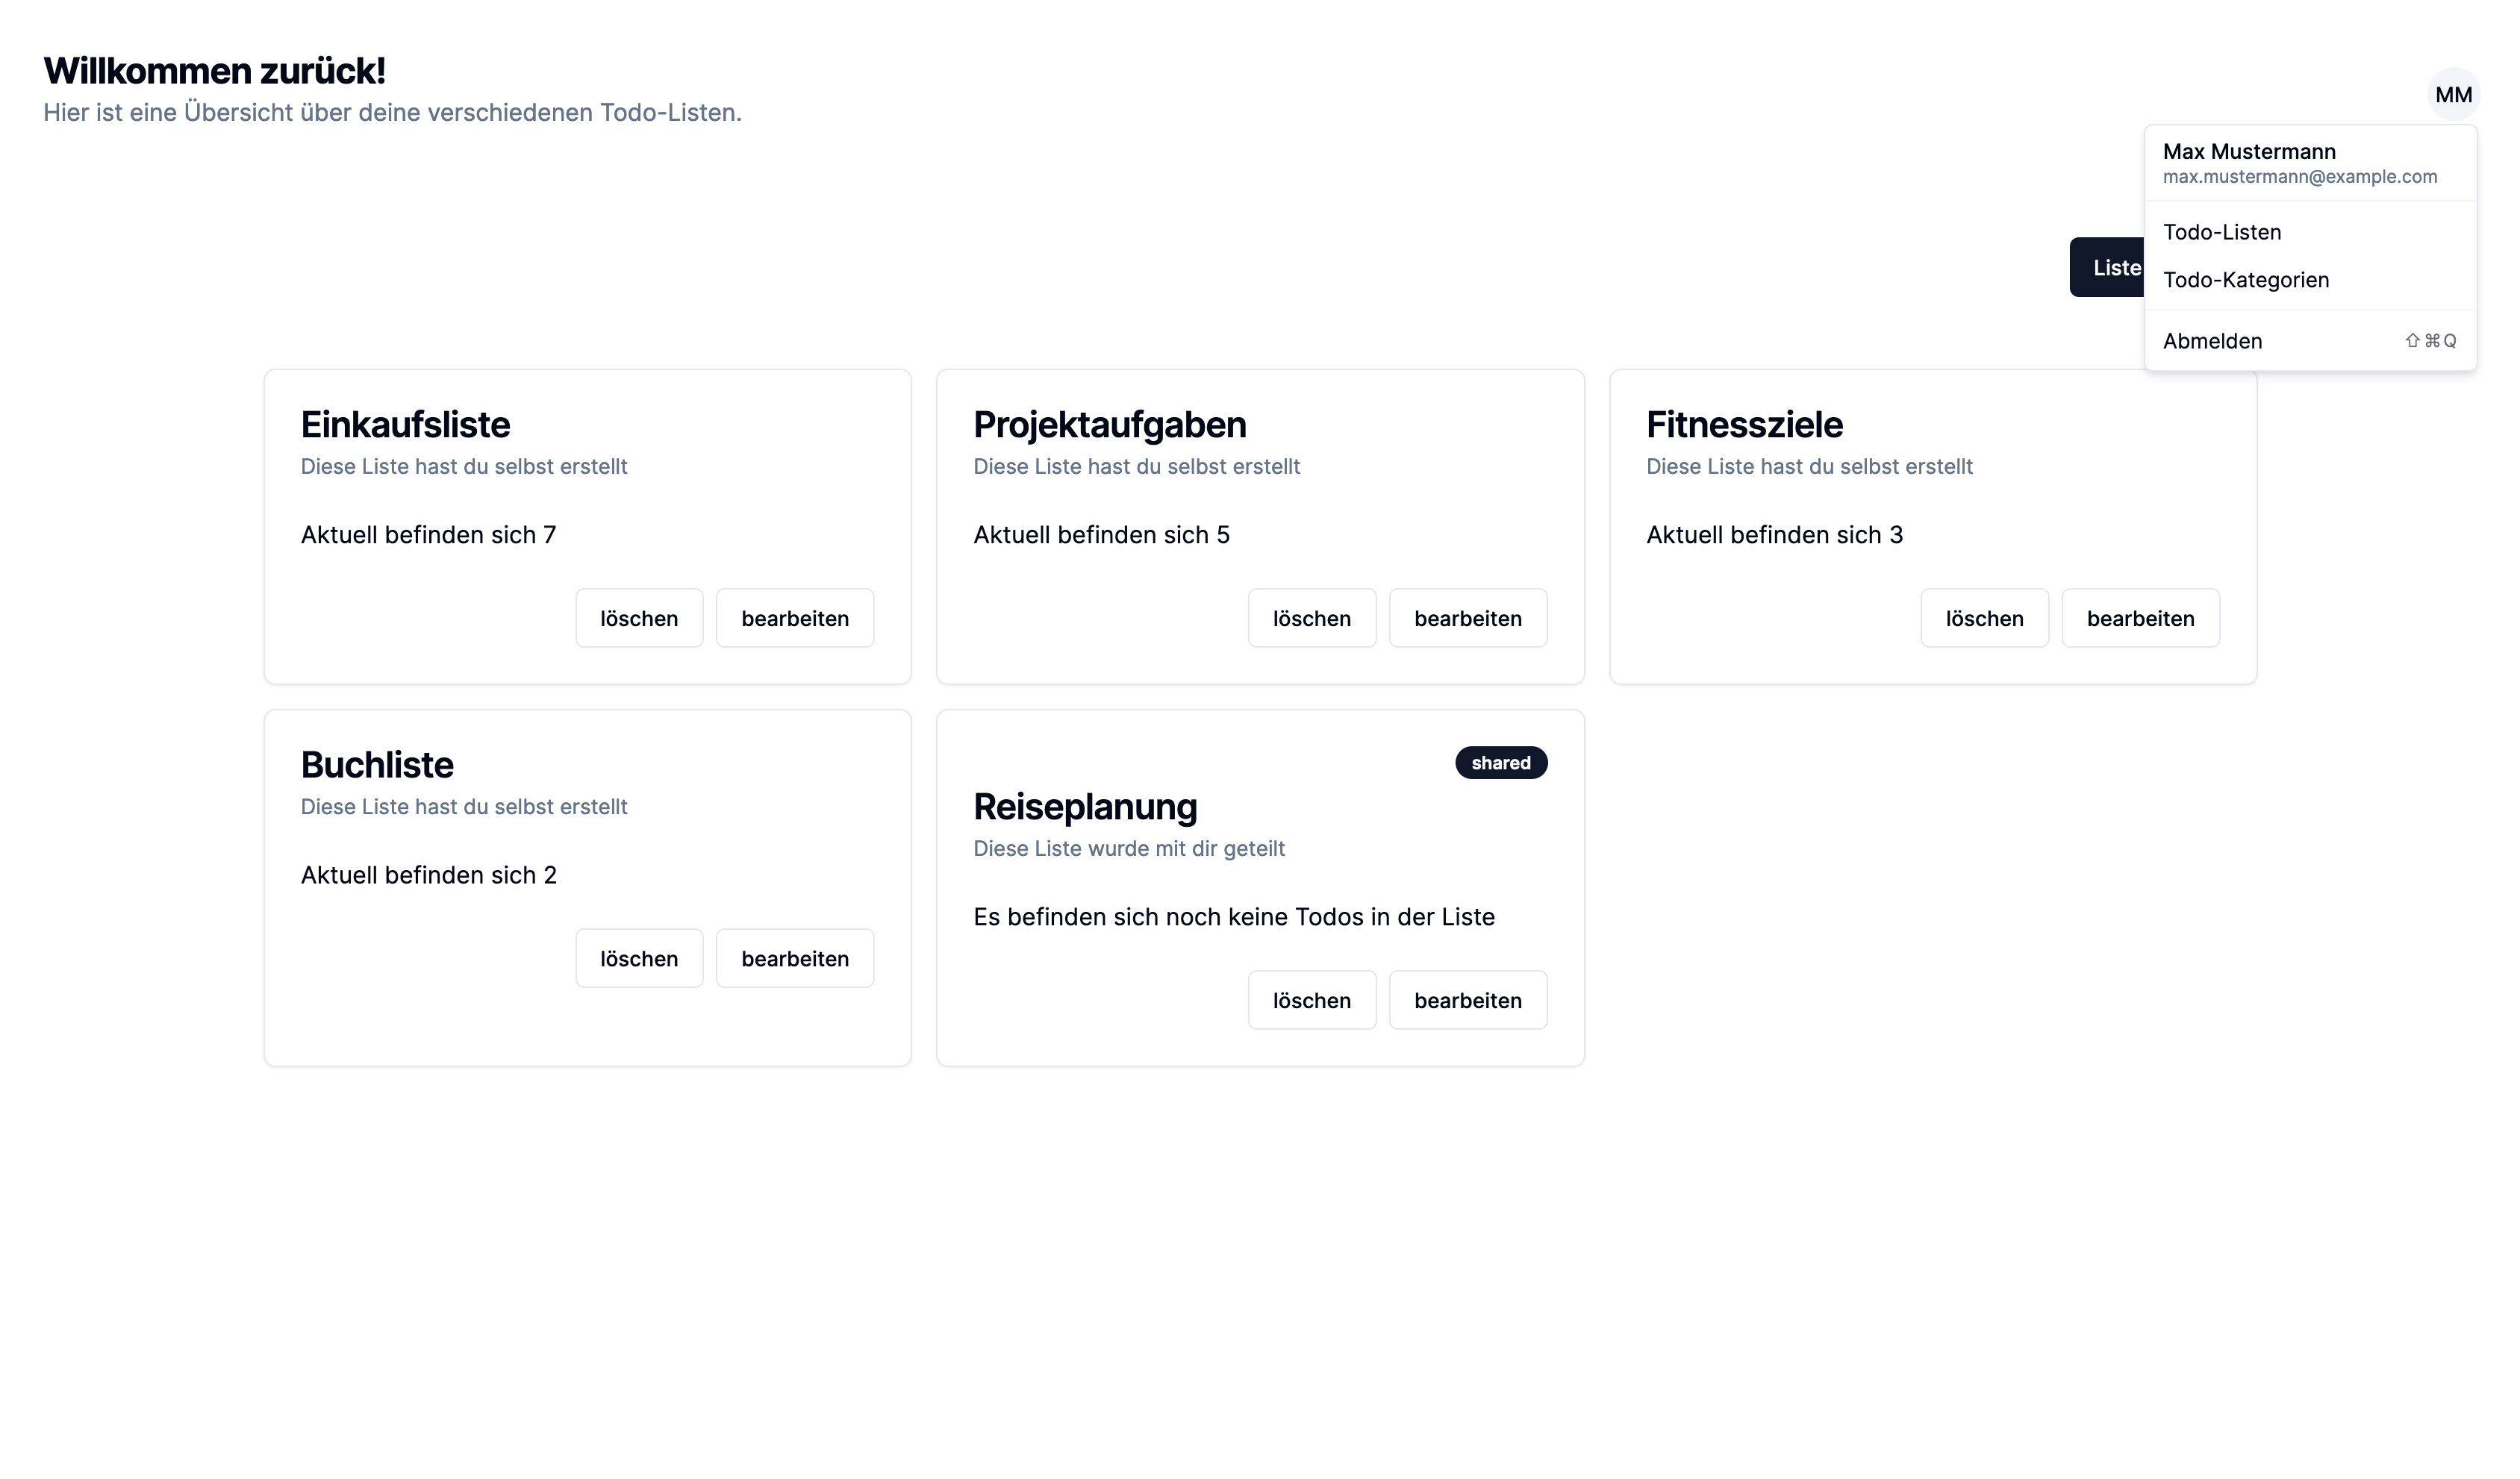 Willkommen zurück!
Hier ist eine Übersicht über deine verschiedenen Todo-Listen.
MM
Max Mustermann
max.mustermann@example.com
Todo-Listen
Todo-Kategorien
Abmelden ⇧⌘Q
Liste
Einkaufsliste
Diese Liste hast du selbst erstellt
Aktuell befinden sich 7
löschen bearbeiten
Projektaufgaben
Diese Liste hast du selbst erstellt
Aktuell befinden sich 5
löschen bearbeiten
Fitnessziele
Diese Liste hast du selbst erstellt
Aktuell befinden sich 3
löschen bearbeiten
Buchliste
Diese Liste hast du selbst erstellt
Aktuell befinden sich 2
löschen bearbeiten
shared
Reiseplanung
Diese Liste wurde mit dir geteilt
Es befinden sich noch keine Todos in der Liste
löschen bearbeiten